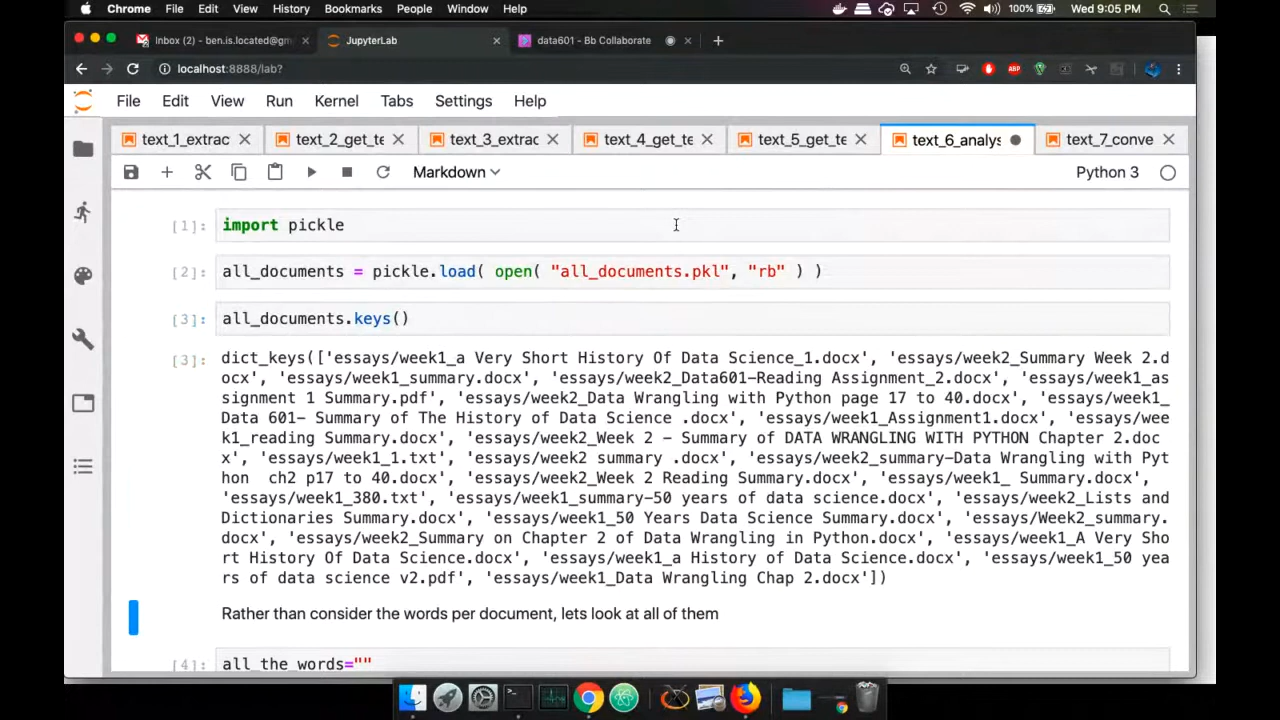 Chrome File Edit View History Bookmarks People Window Help 100% Wed 9:05 PM
Inbox (2) - ben.is.located@gm JupyterLab data601 - Bb Collaborate
localhost:8888/lab?
File Edit View Run Kernel Tabs Settings Help
text_1_extrac text_2_get_te text_3_extrac text_4_get_te text_5_get_te text_6_analys text_7_conve
Markdown Python 3
[1]: import pickle
[2]: all_documents = pickle.load( open( "all_documents.pkl", "rb" ) )
[3]: all_documents.keys()
[3]: dict_keys(['essays/week1_a Very Short History Of Data Science_1.docx', 'essays/week2_Summary Week 2.d
ocx', 'essays/week1_summary.docx', 'essays/week2_Data601-Reading Assignment_2.docx', 'essays/week1_as
signment 1 Summary.pdf', 'essays/week2_Data Wrangling with Python page 17 to 40.docx', 'essays/week1_
Data 601- Summary of The History of Data Science .docx', 'essays/week1_Assignment1.docx', 'essays/wee
k1_reading Summary.docx', 'essays/week2_Week 2 - Summary of DATA WRANGLING WITH PYTHON Chapter 2.doc
x', 'essays/week1_1.txt', 'essays/week2 summary .docx', 'essays/week2_summary-Data Wrangling with Pyt
hon  ch2 p17 to 40.docx', 'essays/week2_Week 2 Reading Summary.docx', 'essays/week1_ Summary.docx',
'essays/week1_380.txt', 'essays/week1_summary-50 years of data science.docx', 'essays/week2_Lists and
Dictionaries Summary.docx', 'essays/week1_50 Years Data Science Summary.docx', 'essays/Week2_summary.
docx', 'essays/week2_Summary on Chapter 2 of Data Wrangling in Python.docx', 'essays/week1_A Very Sho
rt History Of Data Science.docx', 'essays/week1_a History of Data Science.docx', 'essays/week1_50 yea
rs of data science v2.pdf', 'essays/week1_Data Wrangling Chap 2.docx'])
Rather than consider the words per document, lets look at all of them
[4]: all_the_words=""